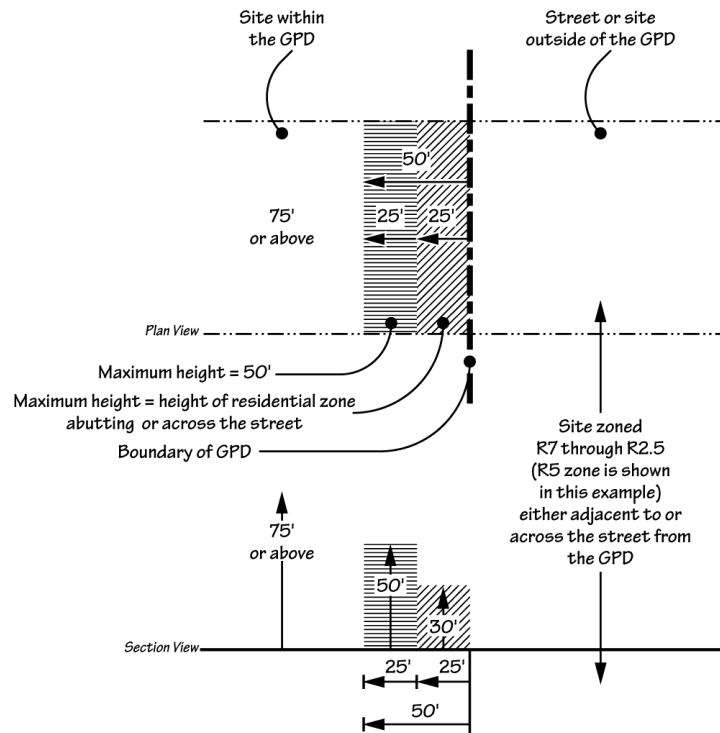 Site within
the GPD
Street or site
outside of the GPD
50'
75'
or above
25'
25'
Plan View
Maximum height = 50'
Maximum height = height of residential zone
abutting or across the street
Boundary of GPD
Site zoned
R7 through R2.5
(R5 zone is shown
in this example)
either adjacent to or
across the street from
the GPD
75'
or above
50'
30'
Section View
25'
25'
50'